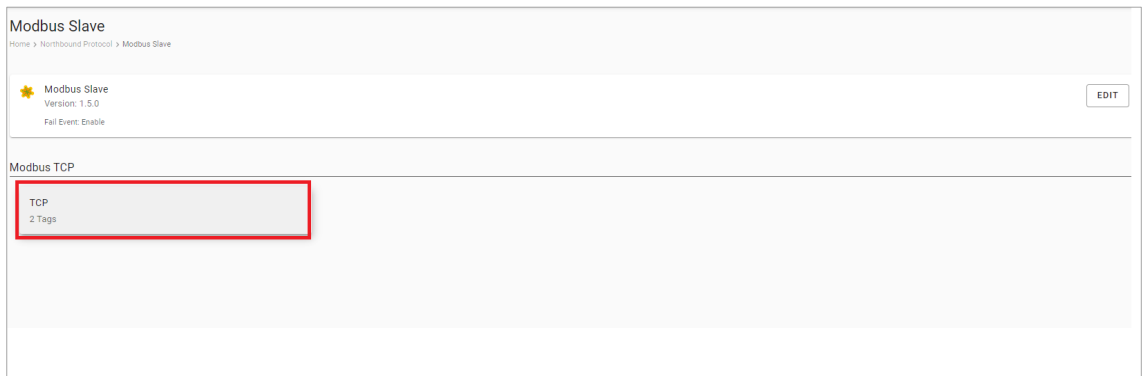 Modbus Slave
Home > Northbound Protocol > Modbus Slave
Modbus Slave
EDIT
Version: 1.5.0
Fail Event: Enable
Modbus TCP
TCP
2 Tags